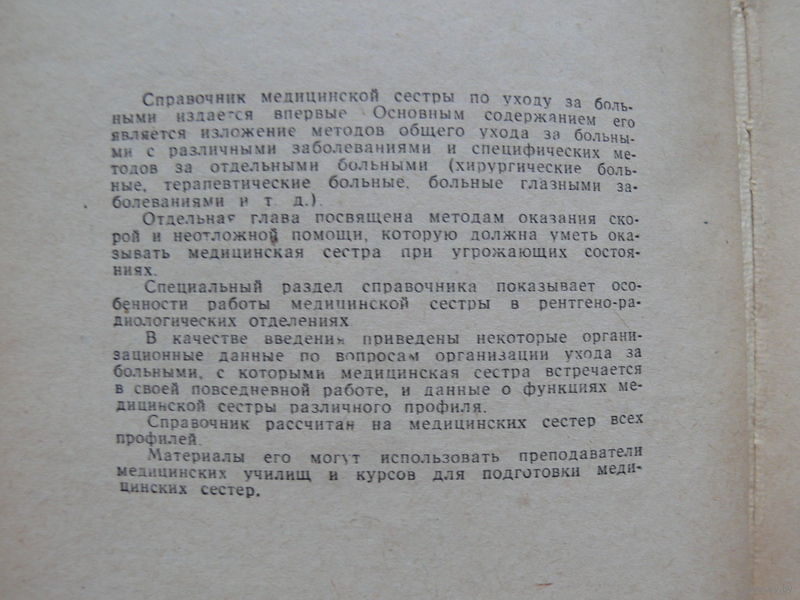 Справочник медицинской сестры по уходу за боль-
ными издается впервые Основным содержанием его
является изложение методов общего ухода за больны-
ми с различными заболеваниями и специфических ме-
тодов за отдельными больными (хирургические боль-
ные, терапевтические больные, больные глазными за-
болеваниями и т д.).
Отдельная глава посвящена методам оказания ско-
рой и неотложной помощи, которую должна уметь ока-
зывать медицинская сестра при угрожающих состоя-
ниях.
Специальный раздел справочника показывает осо-
бенности работы медицинской сестры в рентгено-ра-
диологических отделениях
В качестве введения приведены некоторые органи-
зационные данные по вопросам организации ухода за
больными, с которыми медицинская сестра встречается
в своей повседневной работе, и данные о функциях ме-
дицинской сестры различного профиля.
Справочник рассчитан на медицинских сестер всех
профилей
Материалы его могут использовать преподаватели
медицинских училищ и курсов для подготовки меди-
цинских сестер.